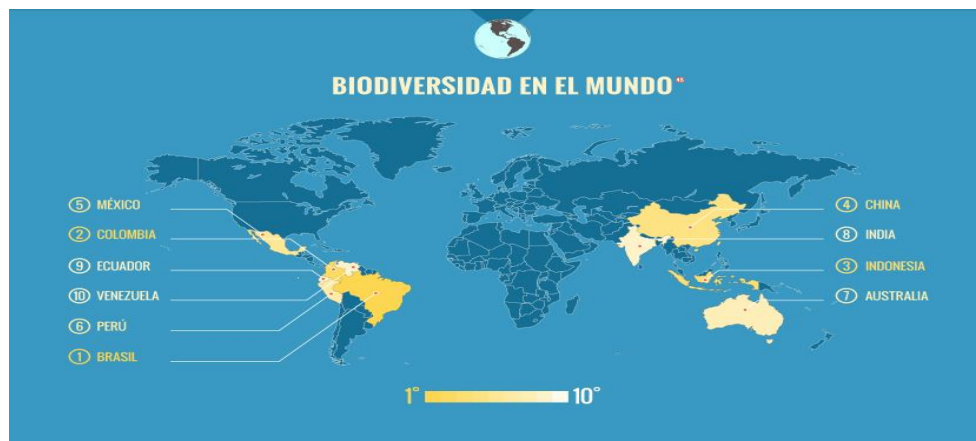 BIODIVERSIDAD EN EL MUNDO
5 MÉXICO
2 COLOMBIA
9 ECUADOR
10 VENEZUELA
6 PERÚ
1 BRASIL
4 CHINA
8 INDIA
3 INDONESIA
7 AUSTRALIA
1° 10°